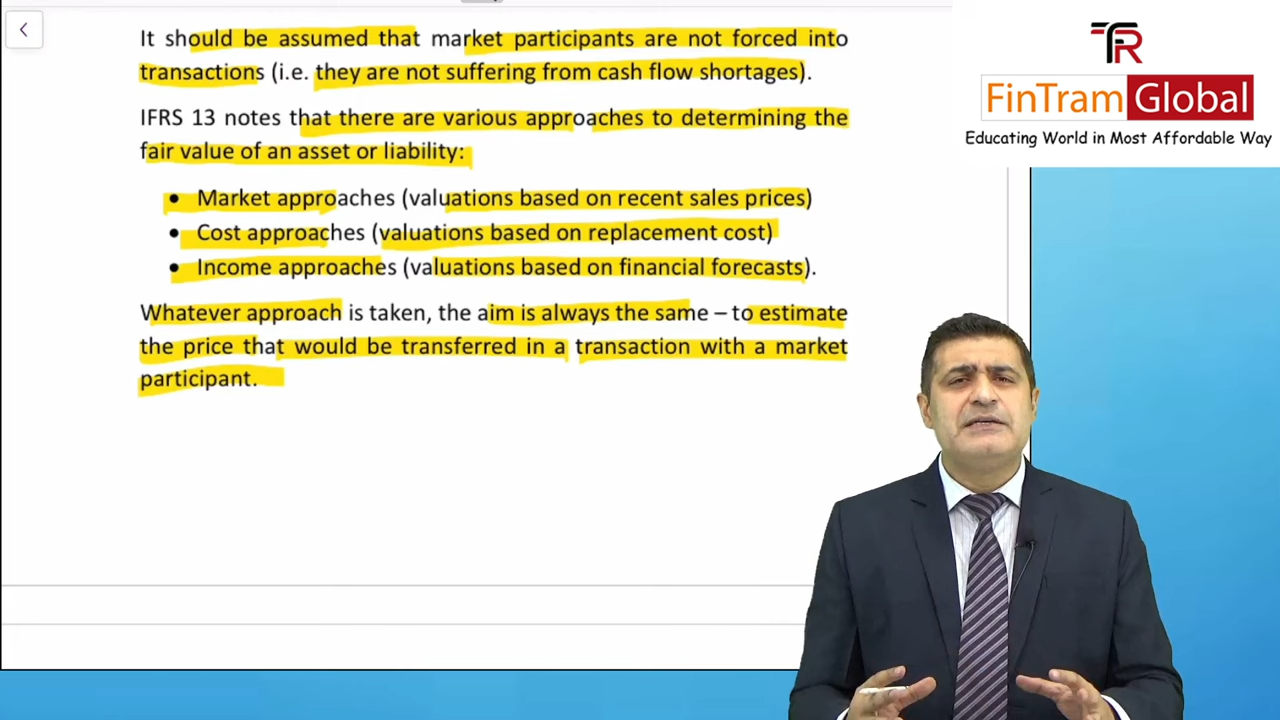 It should be assumed that market participants are not forced into
transactions (i.e. they are not suffering from cash flow shortages).
IFRS 13 notes that there are various approaches to determining the
fair value of an asset or liability:
• Market approaches (valuations based on recent sales prices)
• Cost approaches (valuations based on replacement cost)
• Income approaches (valuations based on financial forecasts).
Whatever approach is taken, the aim is always the same – to estimate
the price that would be transferred in a transaction with a market
participant.
FinTram Global
Educating World in Most Affordable Way